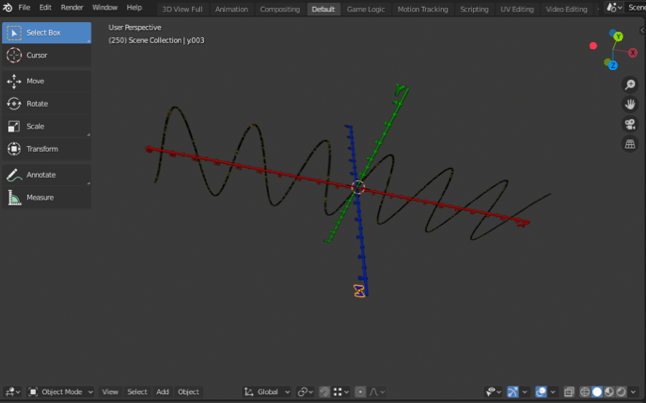 File Edit Render Window Help 3D View Full Animation Compositing Default Game Logic Motion Tracking Scripting UV Editing Video Editing Scene
User Perspective
(250) Scene Collection | y003
Select Box
Cursor
Move
Rotate
Scale
Transform
Annotate
Measure
Y
X
Z
Object Mode View Select Add Object Global